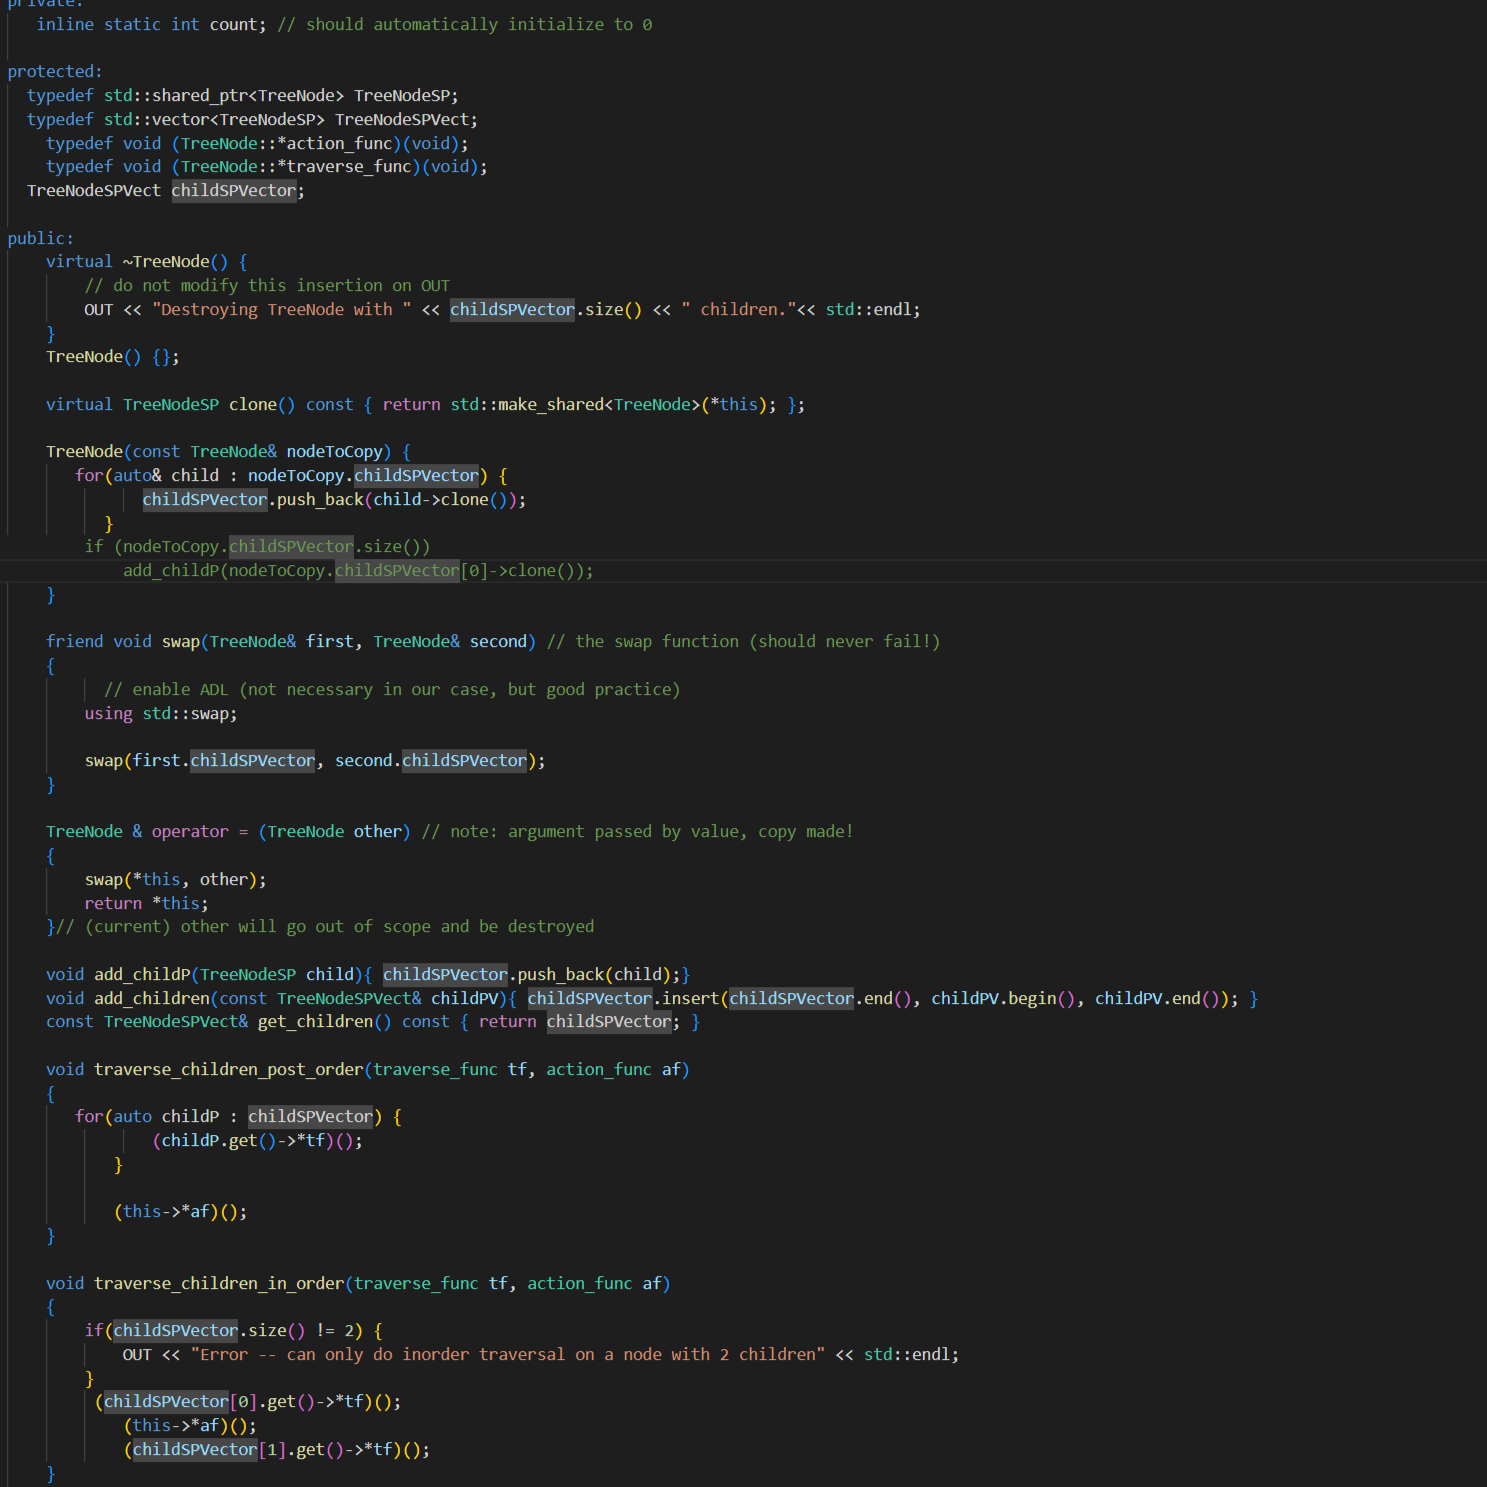 private:
inline static int count; // should automatically initialize to 0
protected:
typedef std::shared_ptr<TreeNode> TreeNodeSP;
typedef std::vector<TreeNodeSP> TreeNodeSPVect;
typedef void (TreeNode::*action_func)(void);
typedef void (TreeNode::*traverse_func)(void);
TreeNodeSPVect childSPVector;
public:
virtual ~TreeNode() {
// do not modify this insertion on OUT
OUT << "Destroying TreeNode with " << childSPVector.size() << " children."<< std::endl;
}
TreeNode() {};
virtual TreeNodeSP clone() const { return std::make_shared<TreeNode>(*this); };
TreeNode(const TreeNode& nodeToCopy) {
for(auto& child : nodeToCopy.childSPVector) {
childSPVector.push_back(child->clone());
}
if (nodeToCopy.childSPVector.size())
add_childP(nodeToCopy.childSPVector[0]->clone());
}
friend void swap(TreeNode& first, TreeNode& second) // the swap function (should never fail!)
{
// enable ADL (not necessary in our case, but good practice)
using std::swap;
swap(first.childSPVector, second.childSPVector);
}
TreeNode & operator = (TreeNode other) // note: argument passed by value, copy made!
{
swap(*this, other);
return *this;
}// (current) other will go out of scope and be destroyed
void add_childP(TreeNodeSP child){ childSPVector.push_back(child);}
void add_children(const TreeNodeSPVect& childPV){ childSPVector.insert(childSPVector.end(), childPV.begin(), childPV.end()); }
const TreeNodeSPVect& get_children() const { return childSPVector; }
void traverse_children_post_order(traverse_func tf, action_func af)
{
for(auto childP : childSPVector) {
(childP.get()->*tf)();
}
(this->*af)();
}
void traverse_children_in_order(traverse_func tf, action_func af)
{
if(childSPVector.size() != 2) {
OUT << "Error -- can only do inorder traversal on a node with 2 children" << std::endl;
}
(childSPVector[0].get()->*tf)();
(this->*af)();
(childSPVector[1].get()->*tf)();
}